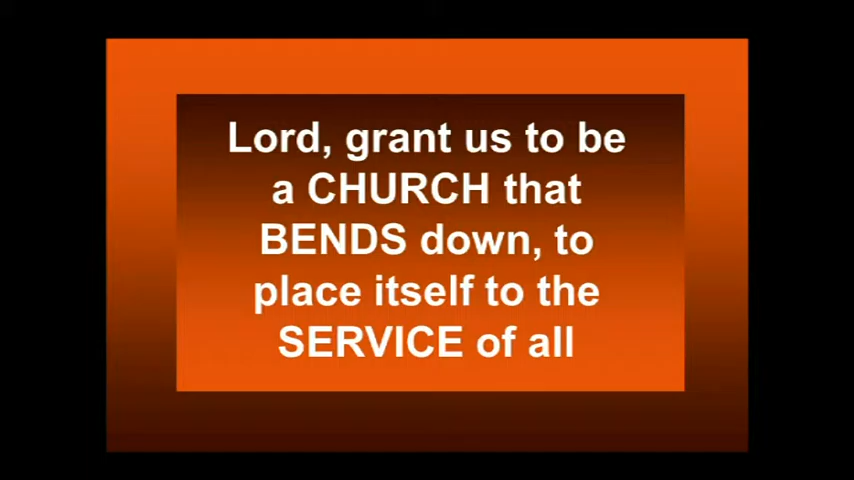 Lord, grant us to be
a CHURCH that
BENDS down, to
place itself to the
SERVICE of all